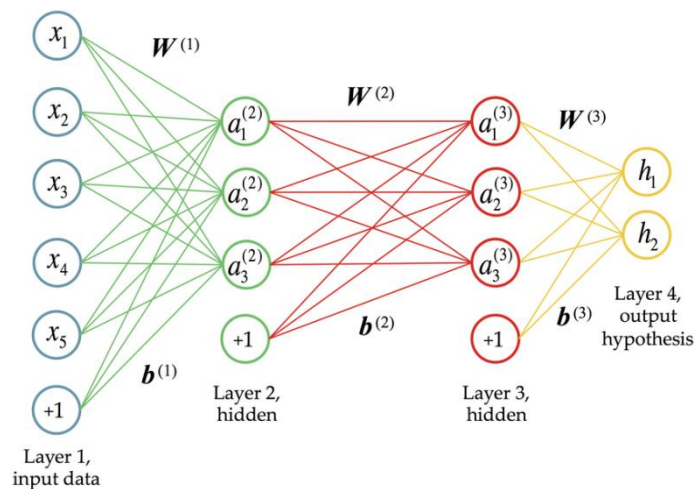 x₁
x₂
x₃
x₄
x₅
+1
Layer 1,
input data
W⁽¹⁾
b⁽¹⁾
a₁⁽²⁾
a₂⁽²⁾
a₃⁽²⁾
+1
Layer 2,
hidden
W⁽²⁾
b⁽²⁾
a₁⁽³⁾
a₂⁽³⁾
a₃⁽³⁾
+1
Layer 3,
hidden
W⁽³⁾
b⁽³⁾
h₁
h₂
Layer 4,
output
hypothesis